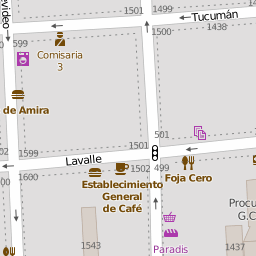 Tucumán
1501
1499
1438
599
1500
Comisaria
3
de Amira
501
1501
1599
Lavalle
1600
1502
499
Establecimiento
General
de Café
Foja Cero
Procu
G.C
1543
Paradis
1437